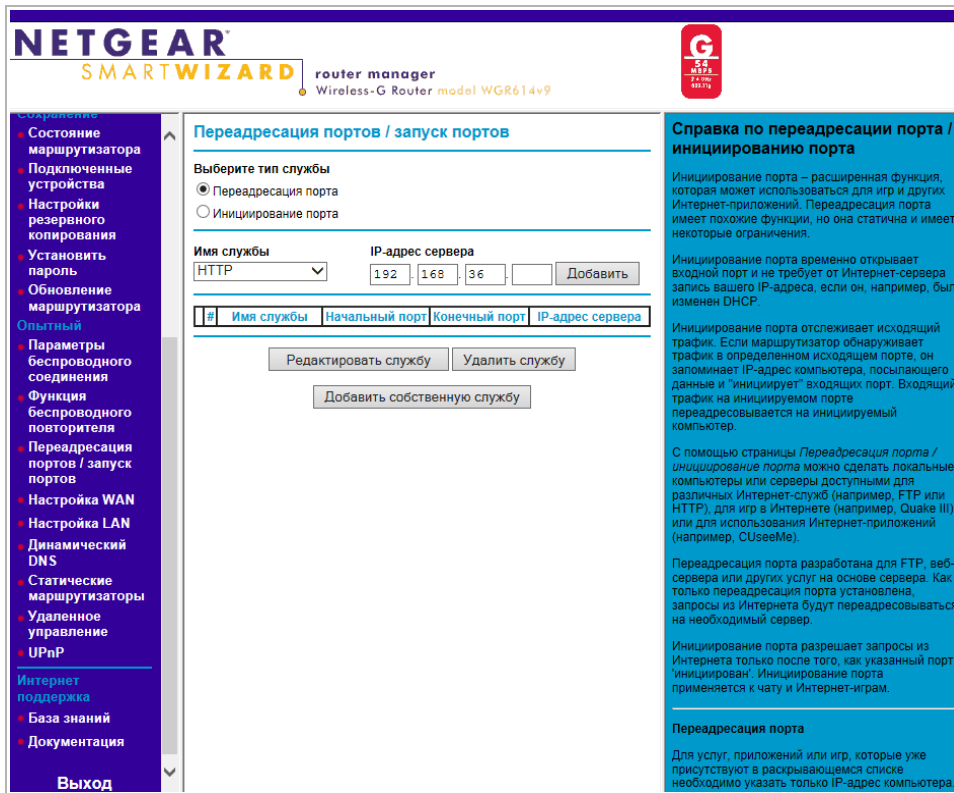 NETGEAR
SMARTWIZARD router manager
Wireless-G Router model WGR614v9
G
54
MBPS
2.4 GHz
802.11g
Сохранение
Состояние
маршрутизатора
Подключенные
устройства
Настройки
резервного
копирования
Установить
пароль
Обновление
маршрутизатора
Опытный
Параметры
беспроводного
соединения
Функция
беспроводного
повторителя
Переадресация
портов / запуск
портов
Настройка WAN
Настройка LAN
Динамический
DNS
Статические
маршрутизаторы
Удаленное
управление
UPnP
Интернет
поддержка
База знаний
Документация
Выход
Переадресация портов / запуск портов
Выберите тип службы
Переадресация порта
Инициирование порта
Имя службы IP-адрес сервера
HTTP 192 . 168 . 36 . Добавить
# Имя службы Начальный порт Конечный порт IP-адрес сервера
Редактировать службу Удалить службу
Добавить собственную службу
Справка по переадресации порта /
инициированию порта
Инициирование порта – расширенная функция,
которая может использоваться для игр и других
Интернет-приложений. Переадресация порта
имеет похожие функции, но она статична и имеет
некоторые ограничения.
Инициирование порта временно открывает
входной порт и не требует от Интернет-сервера
запись вашего IP-адреса, если он, например, был
изменен DHCP.
Инициирование порта отслеживает исходящий
трафик. Если маршрутизатор обнаруживает
трафик в определенном исходящем порте, он
запоминает IP-адрес компьютера, посылающего
данные и "инициирует" входящих порт. Входящий
трафик на инициируемом порте
переадресовывается на инициируемый
компьютер.
С помощью страницы Переадресация порта /
инициирование порта можно сделать локальные
компьютеры или серверы доступными для
различных Интернет-служб (например, FTP или
HTTP), для игр в Интернете (например, Quake III)
или для использования Интернет-приложений
(например, CUseeMe).
Переадресация порта разработана для FTP, веб-
сервера или других услуг на основе сервера. Как
только переадресация порта установлена,
запросы из Интернета будут переадресовываться
на необходимый сервер.
Инициирование порта разрешает запросы из
Интернета только после того, как указанный порт
'инициирован'. Инициирование порта
применяется к чату и Интернет-играм.
Переадресация порта
Для услуг, приложений или игр, которые уже
присутствуют в раскрывающемся списке
необходимо указать только IP-адрес компьютера.